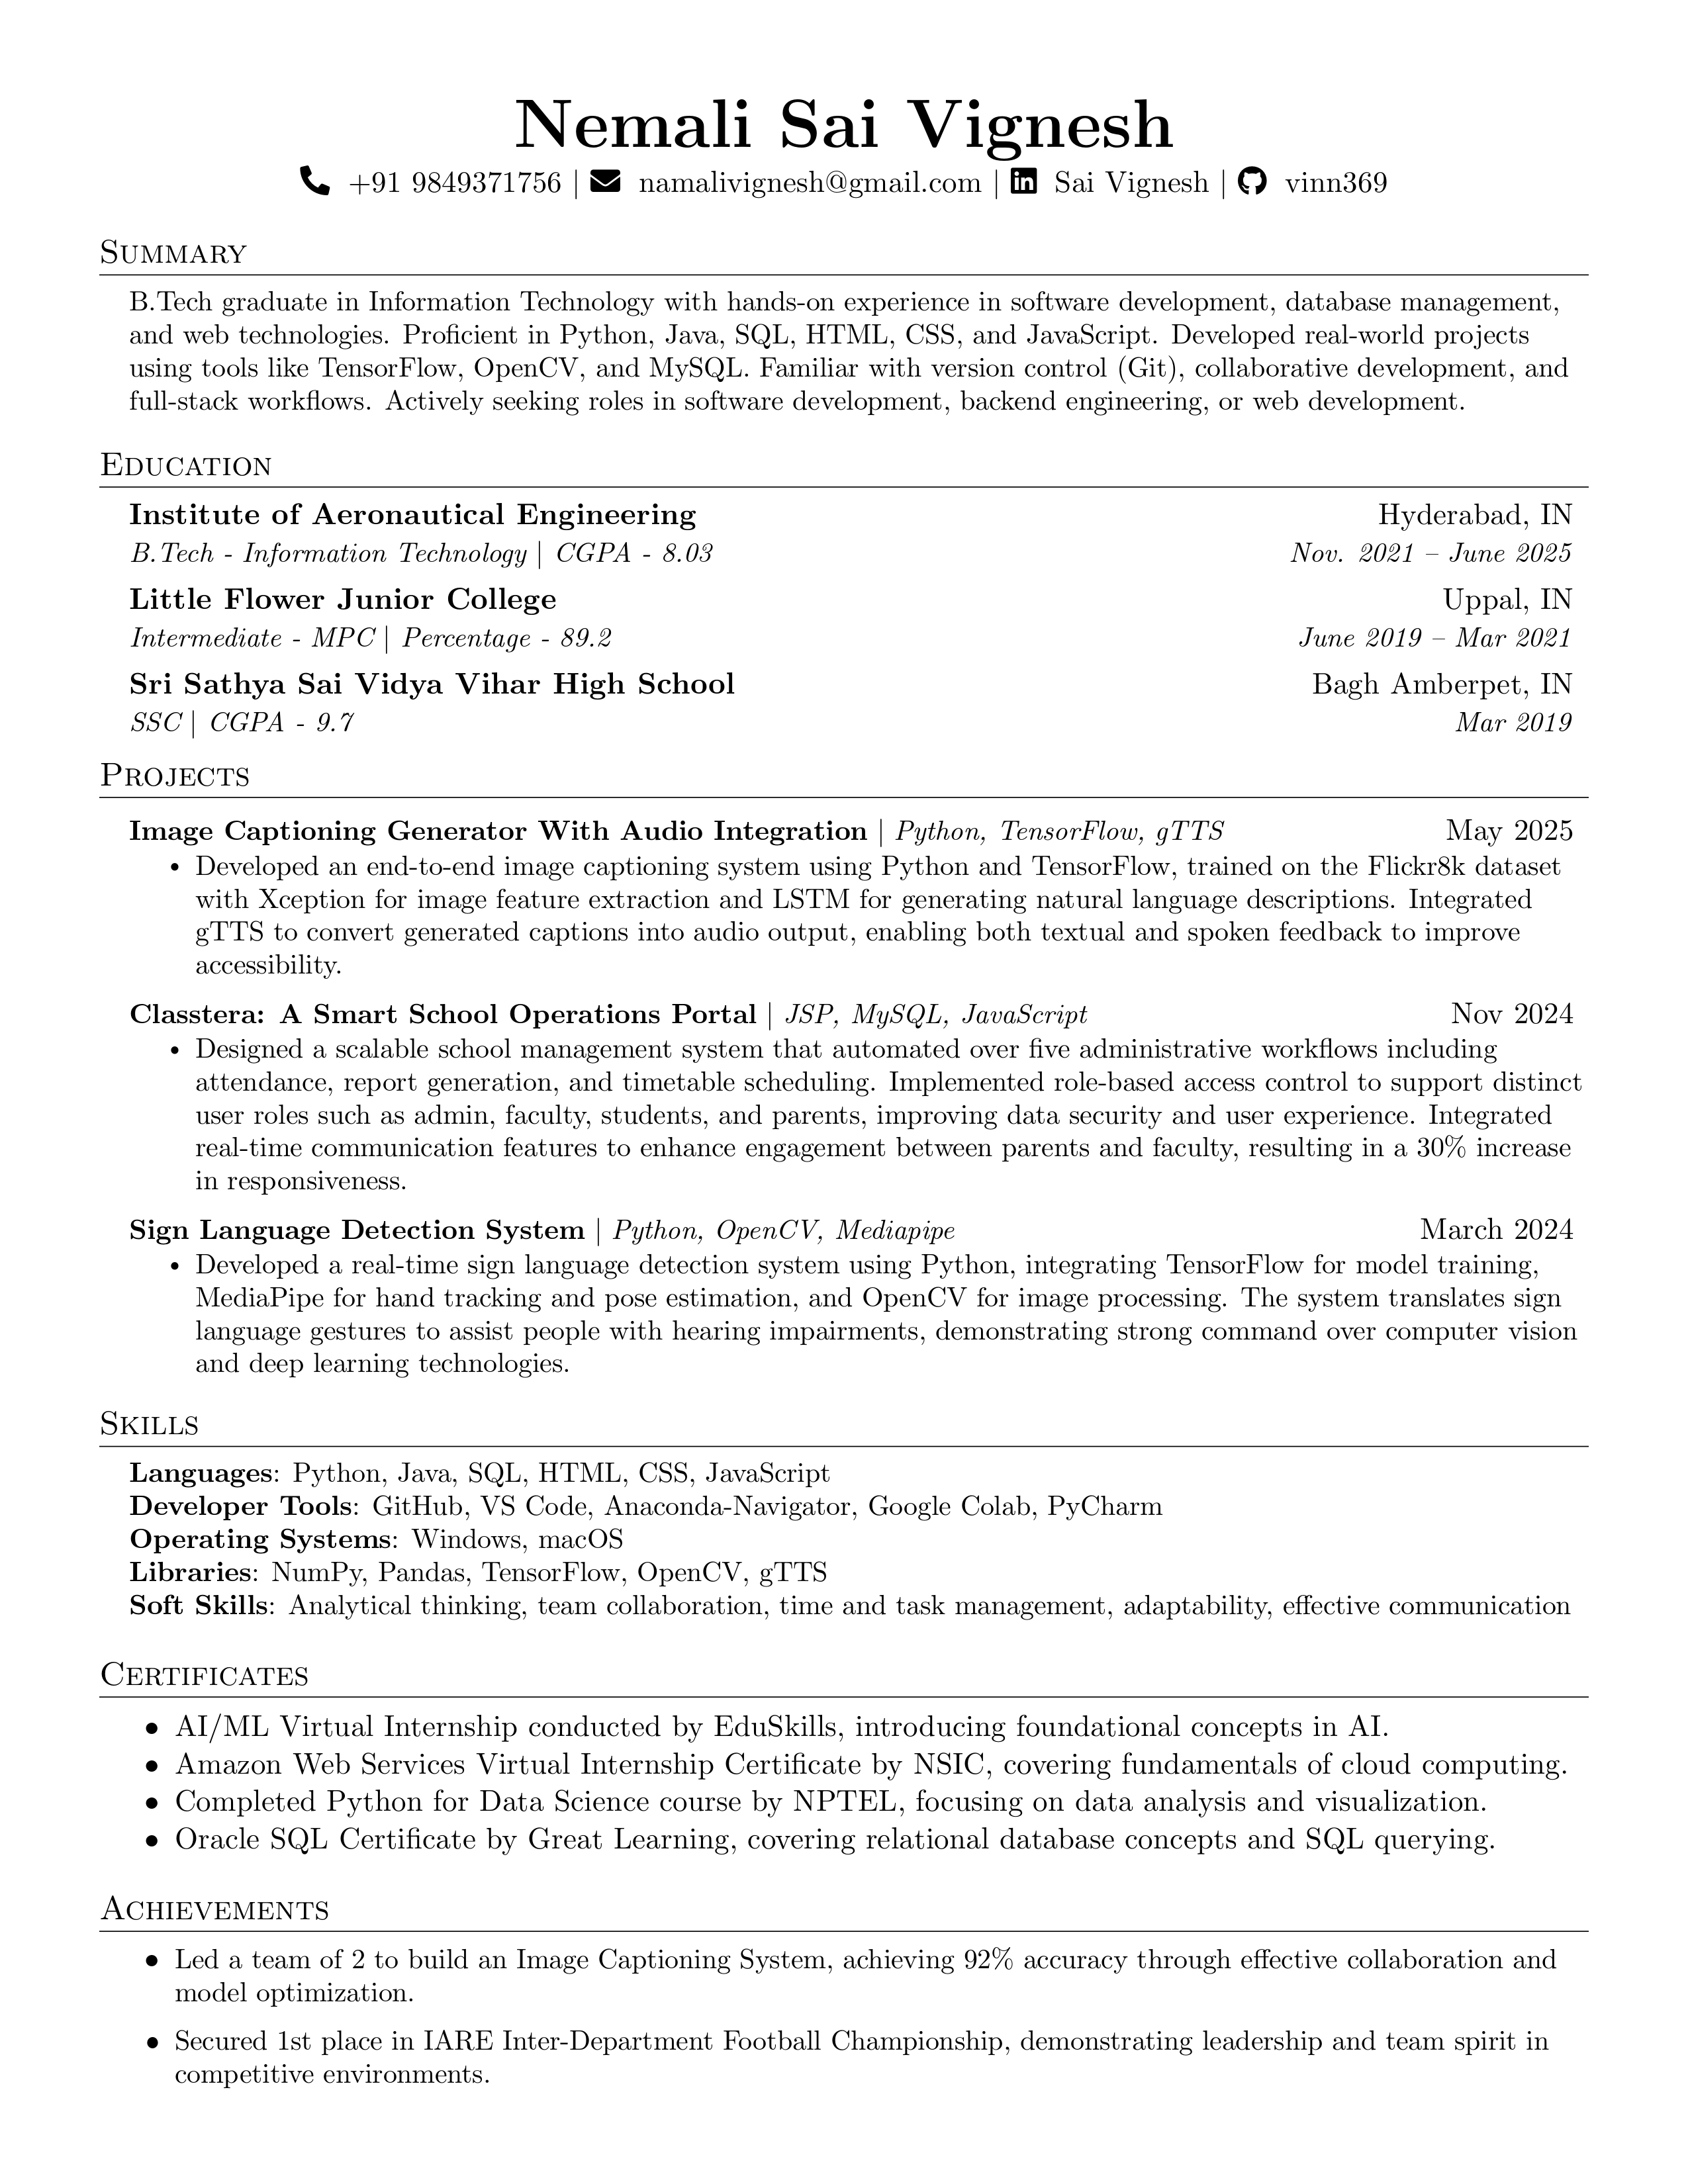 Nemali Sai Vignesh
+91 9849371756 | namalivignesh@gmail.com | Sai Vignesh | vinn369
Summary
B.Tech graduate in Information Technology with hands-on experience in software development, database management,
and web technologies. Proficient in Python, Java, SQL, HTML, CSS, and JavaScript. Developed real-world projects
using tools like TensorFlow, OpenCV, and MySQL. Familiar with version control (Git), collaborative development, and
full-stack workflows. Actively seeking roles in software development, backend engineering, or web development.
Education
Institute of Aeronautical Engineering Hyderabad, IN
B.Tech - Information Technology | CGPA - 8.03 Nov. 2021 – June 2025
Little Flower Junior College Uppal, IN
Intermediate - MPC | Percentage - 89.2 June 2019 – Mar 2021
Sri Sathya Sai Vidya Vihar High School Bagh Amberpet, IN
SSC | CGPA - 9.7 Mar 2019
Projects
Image Captioning Generator With Audio Integration | Python, TensorFlow, gTTS May 2025
• Developed an end-to-end image captioning system using Python and TensorFlow, trained on the Flickr8k dataset
with Xception for image feature extraction and LSTM for generating natural language descriptions. Integrated
gTTS to convert generated captions into audio output, enabling both textual and spoken feedback to improve
accessibility.
Classtera: A Smart School Operations Portal | JSP, MySQL, JavaScript Nov 2024
• Designed a scalable school management system that automated over five administrative workflows including
attendance, report generation, and timetable scheduling. Implemented role-based access control to support distinct
user roles such as admin, faculty, students, and parents, improving data security and user experience. Integrated
real-time communication features to enhance engagement between parents and faculty, resulting in a 30% increase
in responsiveness.
Sign Language Detection System | Python, OpenCV, Mediapipe March 2024
• Developed a real-time sign language detection system using Python, integrating TensorFlow for model training,
MediaPipe for hand tracking and pose estimation, and OpenCV for image processing. The system translates sign
language gestures to assist people with hearing impairments, demonstrating strong command over computer vision
and deep learning technologies.
Skills
Languages: Python, Java, SQL, HTML, CSS, JavaScript
Developer Tools: GitHub, VS Code, Anaconda-Navigator, Google Colab, PyCharm
Operating Systems: Windows, macOS
Libraries: NumPy, Pandas, TensorFlow, OpenCV, gTTS
Soft Skills: Analytical thinking, team collaboration, time and task management, adaptability, effective communication
Certificates
• AI/ML Virtual Internship conducted by EduSkills, introducing foundational concepts in AI.
• Amazon Web Services Virtual Internship Certificate by NSIC, covering fundamentals of cloud computing.
• Completed Python for Data Science course by NPTEL, focusing on data analysis and visualization.
• Oracle SQL Certificate by Great Learning, covering relational database concepts and SQL querying.
Achievements
• Led a team of 2 to build an Image Captioning System, achieving 92% accuracy through effective collaboration and
model optimization.
• Secured 1st place in IARE Inter-Department Football Championship, demonstrating leadership and team spirit in
competitive environments.